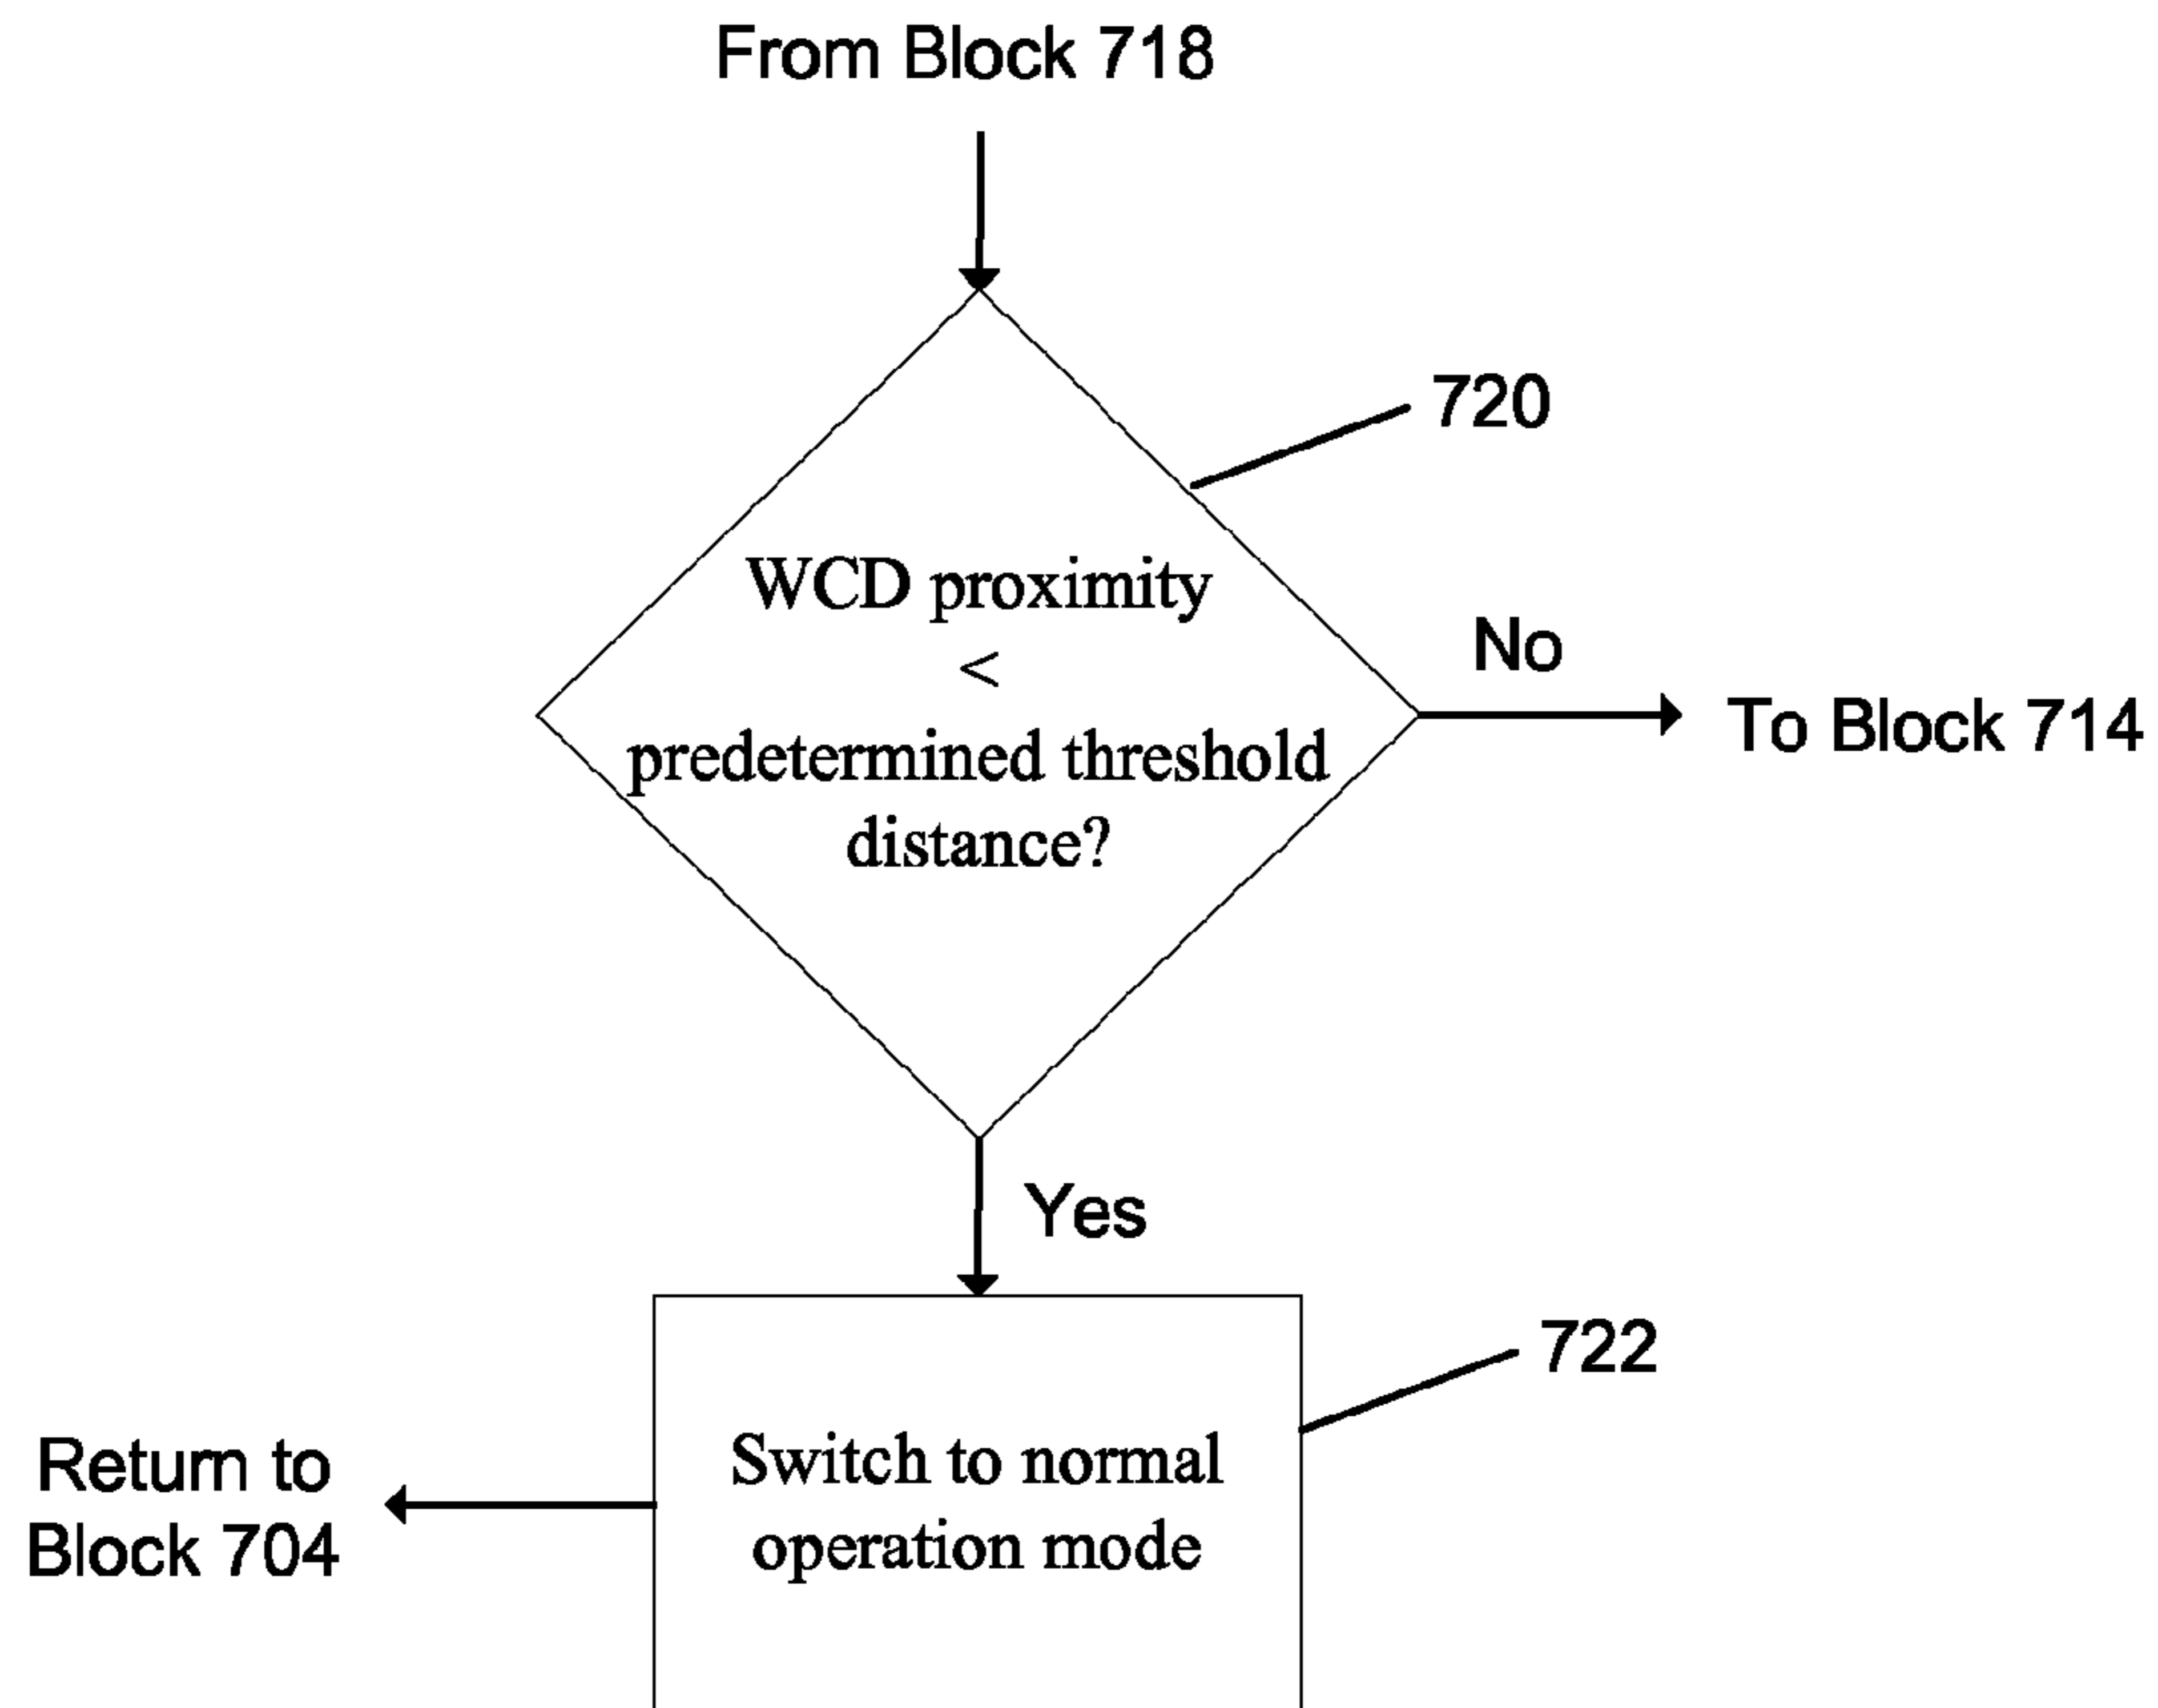 From Block 718
720
WCD proximity
<
predetermined threshold
distance?
No
To Block 714
Yes
722
Switch to normal
operation mode
Return to
Block 704